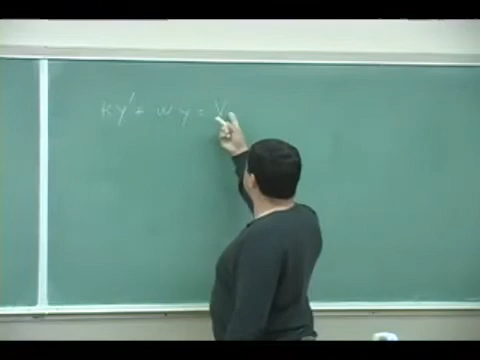 Ky' + wy = V